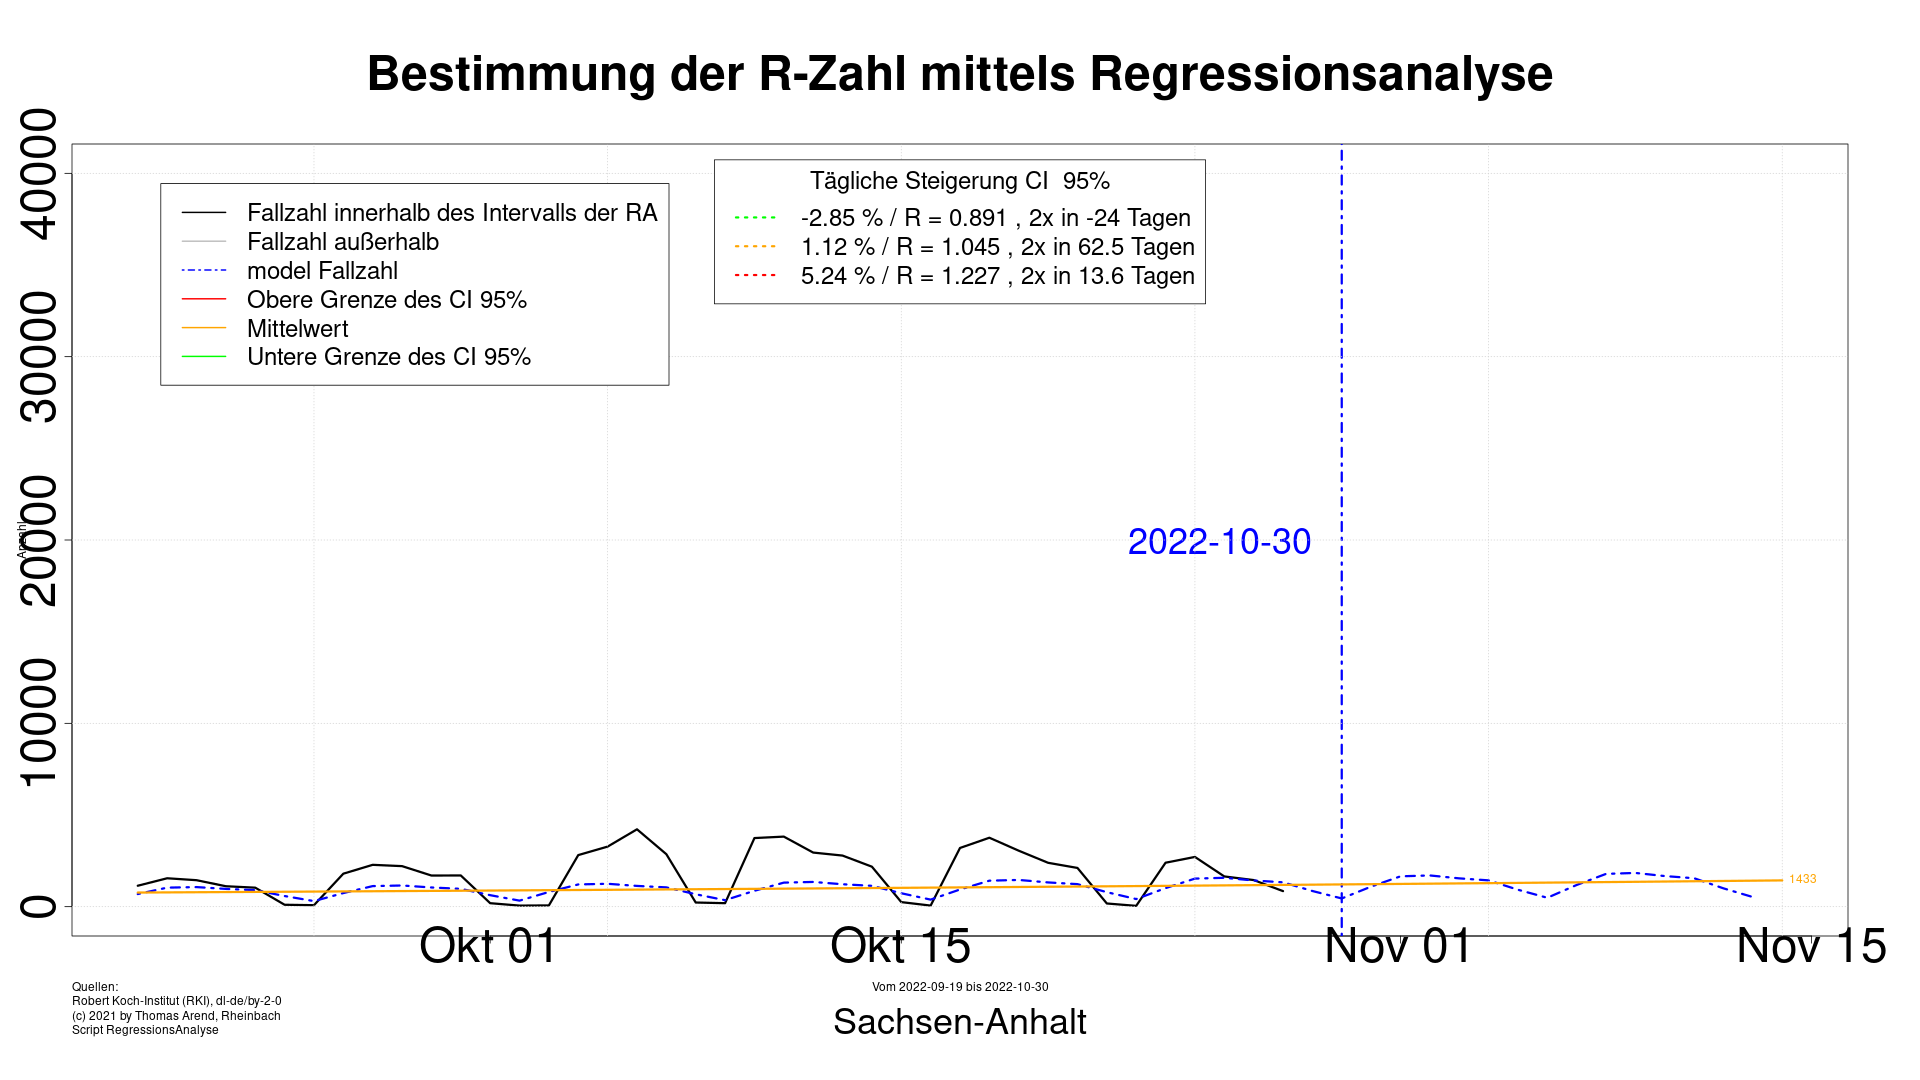 Bestimmung der R-Zahl mittels Regressionsanalyse
40000
30000
20000
10000
0
Anzahl
Fallzahl innerhalb des Intervalls der RA
Fallzahl außerhalb
model Fallzahl
Obere Grenze des CI 95%
Mittelwert
Untere Grenze des CI 95%
Tägliche Steigerung CI  95%
-2.85 % / R = 0.891 , 2x in -24 Tagen
1.12 % / R = 1.045 , 2x in 62.5 Tagen
5.24 % / R = 1.227 , 2x in 13.6 Tagen
2022-10-30
1433
Okt 01
Okt 15
Nov 01
Nov 15
Quellen:
Robert Koch-Institut (RKI), dl-de/by-2-0
(c) 2021 by Thomas Arend, Rheinbach
Script RegressionsAnalyse
Vom 2022-09-19 bis 2022-10-30
Sachsen-Anhalt